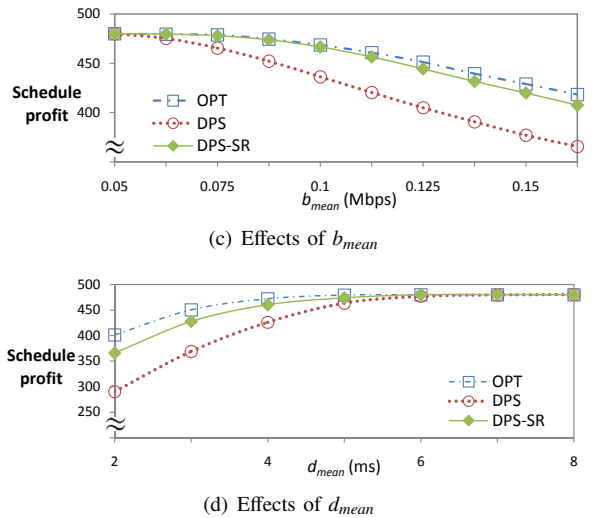 500
450
400
Schedule
profit
OPT
DPS
DPS-SR
≈
0.05 0.075 0.1 0.125 0.15
b_mean (Mbps)
(c) Effects of b_mean
500
450
400
350
300
250
Schedule
profit
OPT
DPS
DPS-SR
≈
2 4 6 8
d_mean (ms)
(d) Effects of d_mean